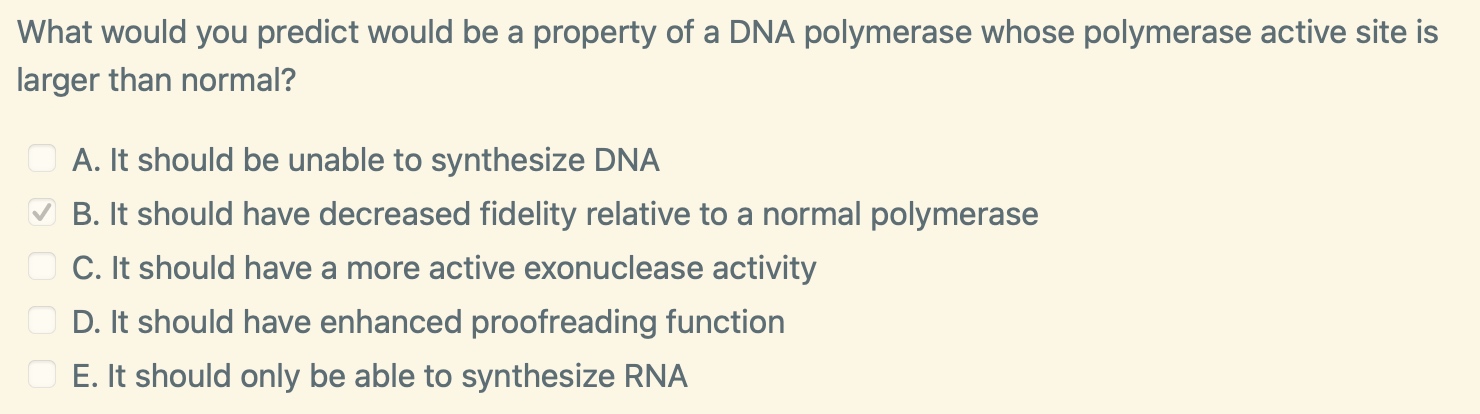 What would you predict would be a property of a DNA polymerase whose polymerase active site is
larger than normal?
A. It should be unable to synthesize DNA
B. It should have decreased fidelity relative to a normal polymerase
C. It should have a more active exonuclease activity
D. It should have enhanced proofreading function
E. It should only be able to synthesize RNA